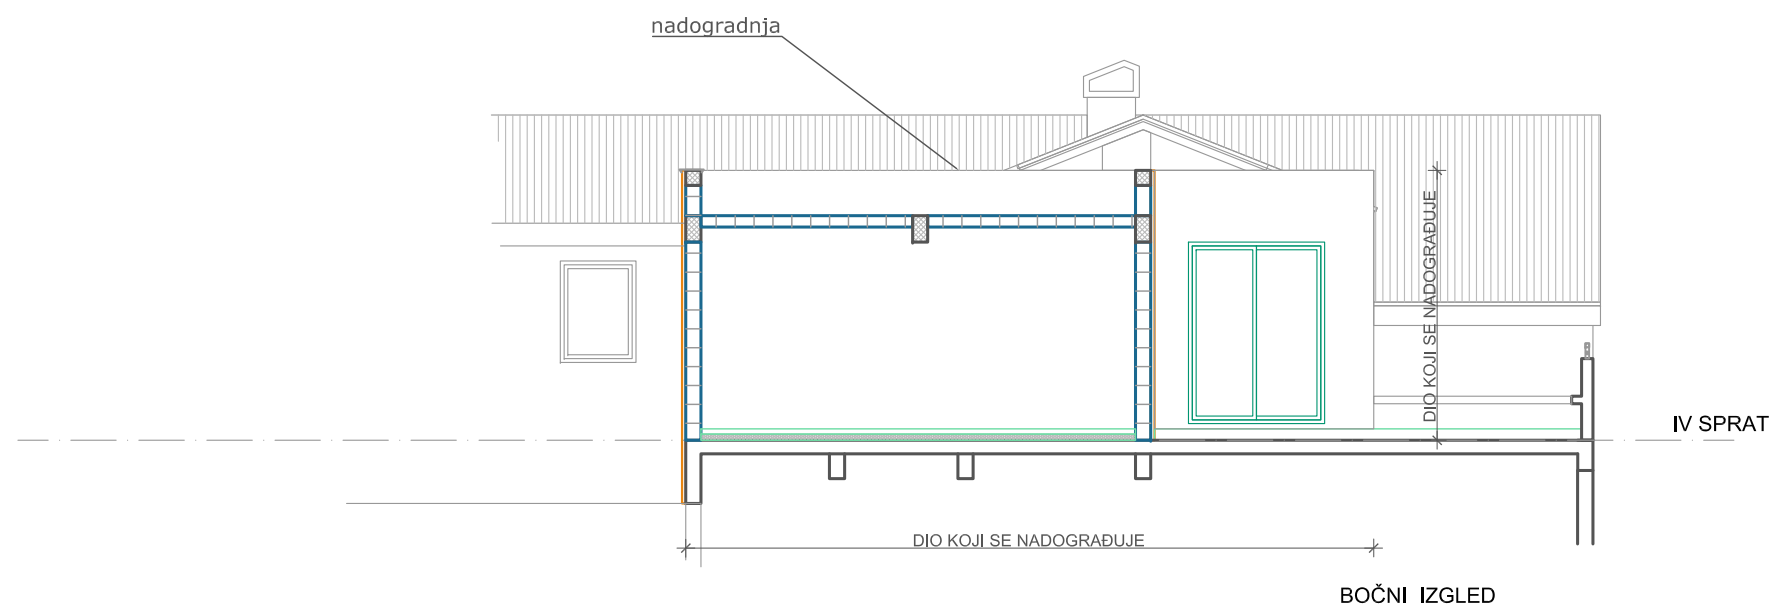 nadogradnja
DIO KOJI SE NADOGRAĐUJE
IV SPRAT
DIO KOJI SE NADOGRAĐUJE
BOČNI IZGLED